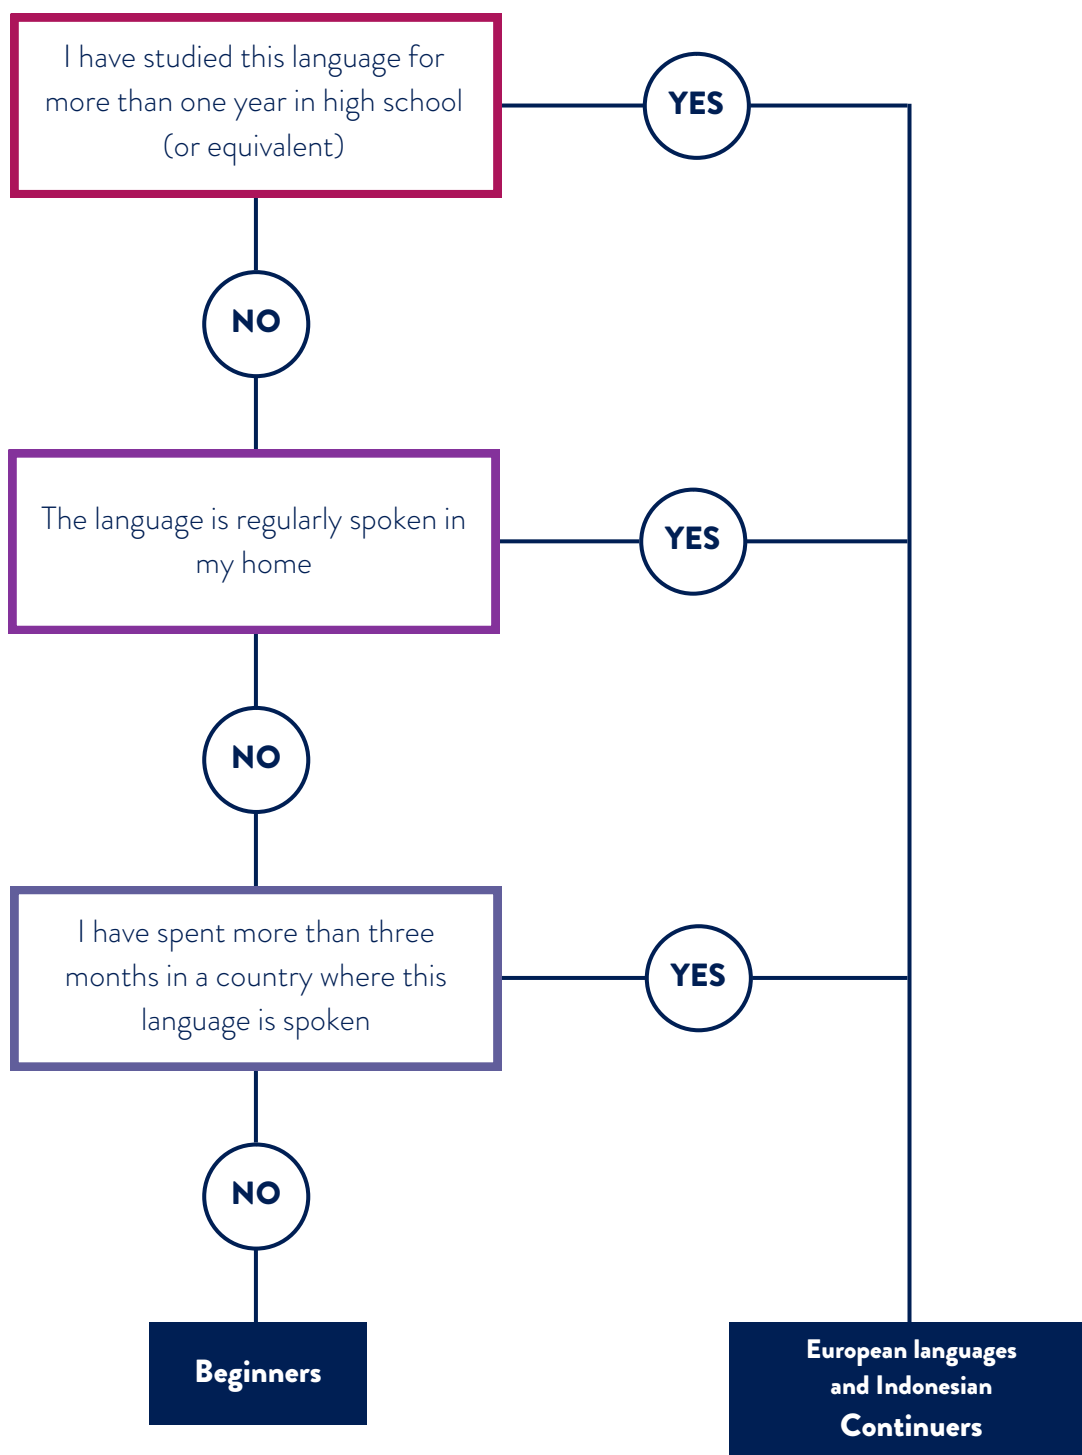 I have studied this language for
more than one year in high school
(or equivalent)
YES
NO
The language is regularly spoken in
my home
YES
NO
I have spent more than three
months in a country where this
language is spoken
YES
NO
Beginners
European languages
and Indonesian
Continuers